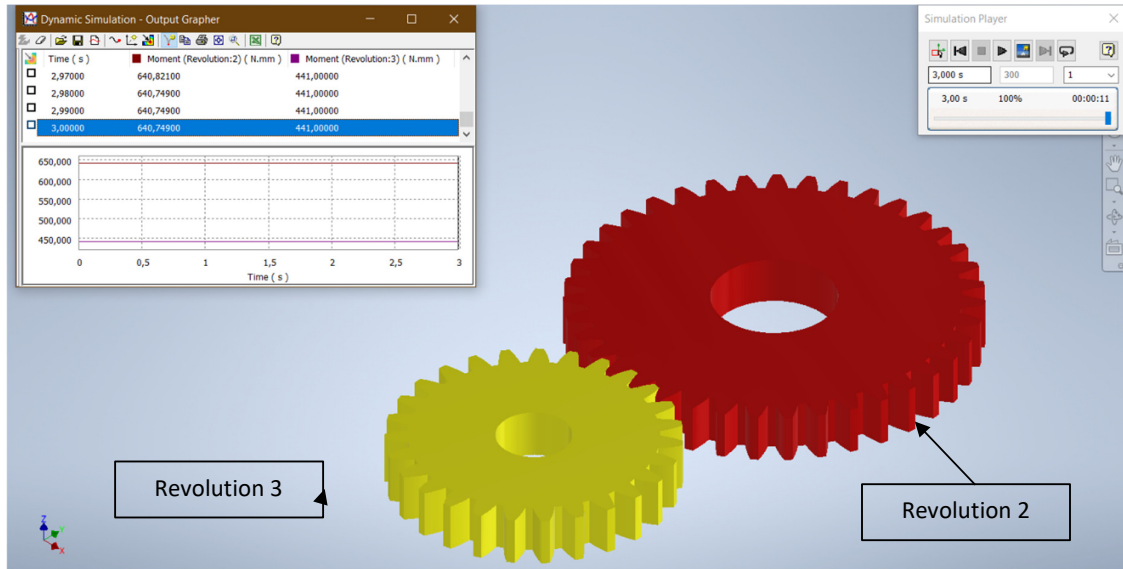 Dynamic Simulation - Output Grapher
Time ( s ) Moment (Revolution:2) ( N.mm ) Moment (Revolution:3) ( N.mm )
2,97000 640,82100 441,00000
2,98000 640,74900 441,00000
2,99000 640,74900 441,00000
3,00000 640,74900 441,00000
650,000
600,000
550,000
500,000
450,000
0 0,5 1 1,5 2 2,5 3
Time ( s )
Simulation Player
3,000 s 300 1
3,00 s 100% 00:00:11
Revolution 3
Revolution 2
Z
Y
X